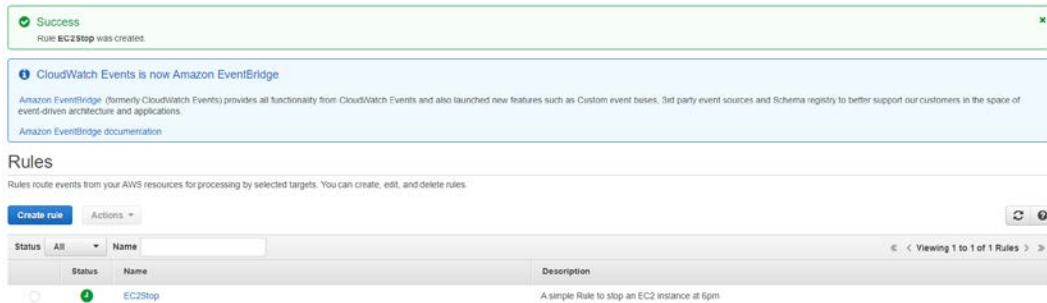 Success
Rule EC2Stop was created.
CloudWatch Events is now Amazon EventBridge
Amazon EventBridge (formerly CloudWatch Events) provides all functionality from CloudWatch Events and also launched new features such as Custom event buses, 3rd party event sources and Schema registry to better support our customers in the space of
event-driven architecture and applications.
Amazon EventBridge documentation
Rules
Rules route events from your AWS resources for processing by selected targets. You can create, edit, and delete rules.
Create rule Actions
Status All Name « < Viewing 1 to 1 of 1 Rules > »
Status Name Description
EC2Stop A simple Rule to stop an EC2 instance at 6pm